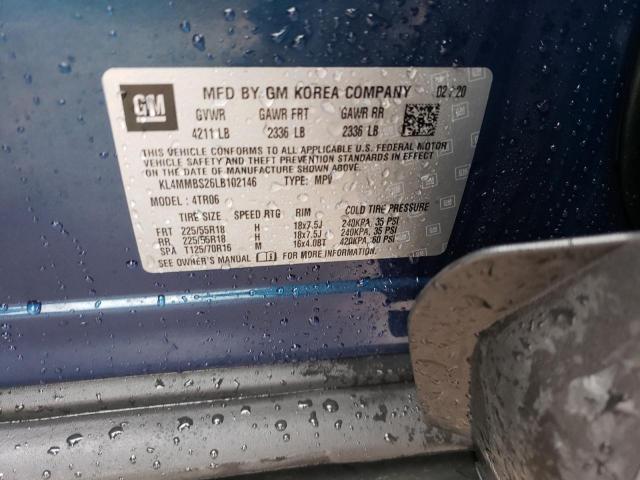 GM
MFD BY GM KOREA COMPANY 02 / 20
GVWR GAWR FRT GAWR RR
4211 LB 2336 LB 2336 LB
THIS VEHICLE CONFORMS TO ALL APPLICABLE U.S. FEDERAL MOTOR
VEHICLE SAFETY, BUMPER, AND THEFT PREVENTION STANDARDS IN EFFECT
ON THE DATE OF MANUFACTURE SHOWN ABOVE.
KL4MMBS26LB102146 TYPE: MPV
MODEL: 4TR06
TIRE SIZE SPEED RTG RIM COLD TIRE PRESSURE
FRT 225/55R18 H 18x7.5J 240KPA, 35 PSI
RR 225/55R18 H 18x7.5J 240KPA, 35 PSI
SPA T125/70R16 M 16x4.0BT 420KPA, 60 PSI
SEE OWNER'S MANUAL FOR MORE INFORMATION.